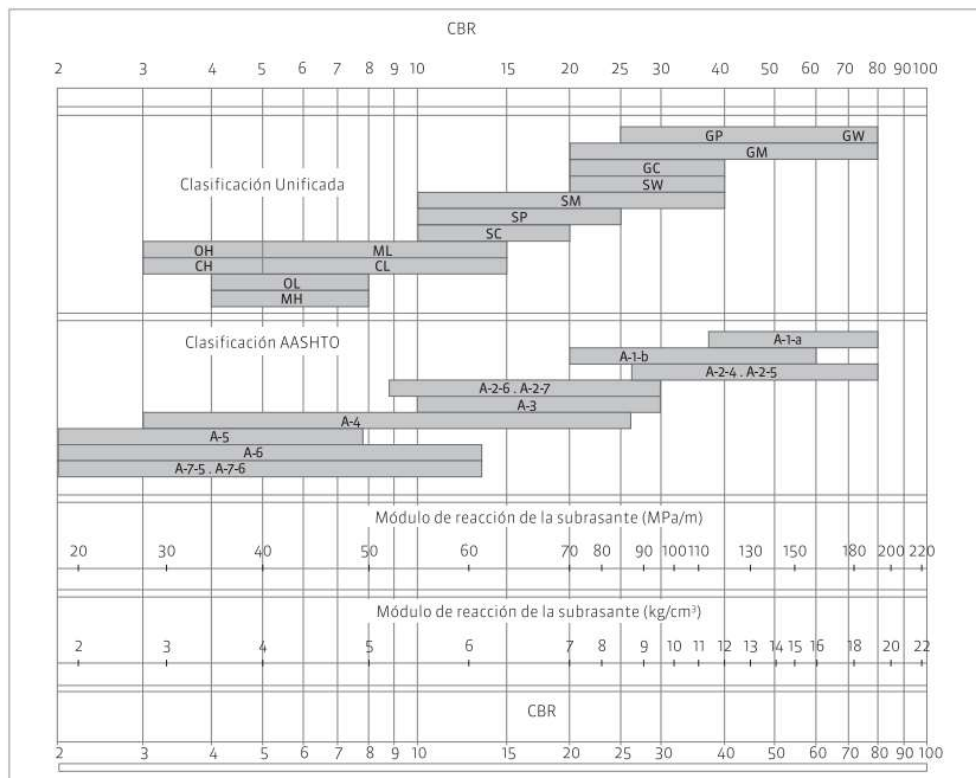 CBR
2 3 4 5 6 7 8 9 10 15 20 25 30 40 50 60 70 80 90 100
GP GW
GM
Clasificación Unificada
GC
SW
SM
SP
SC
OH ML
CH CL
OL
MH
Clasificación AASHTO
A-1-a
A-1-b
A-2-4 . A-2-5
A-2-6 . A-2-7
A-3
A-4
A-5
A-6
A-7-5 . A-7-6
Módulo de reacción de la subrasante (MPa/m)
20 30 40 50 60 70 80 90 100 110 130 150 180 200 220
Módulo de reacción de la subrasante (kg/cm³)
2 3 4 5 6 7 8 9 10 11 12 13 14 15 16 18 20 22
CBR
2 3 4 5 6 7 8 9 10 15 20 25 30 40 50 60 70 80 90 100